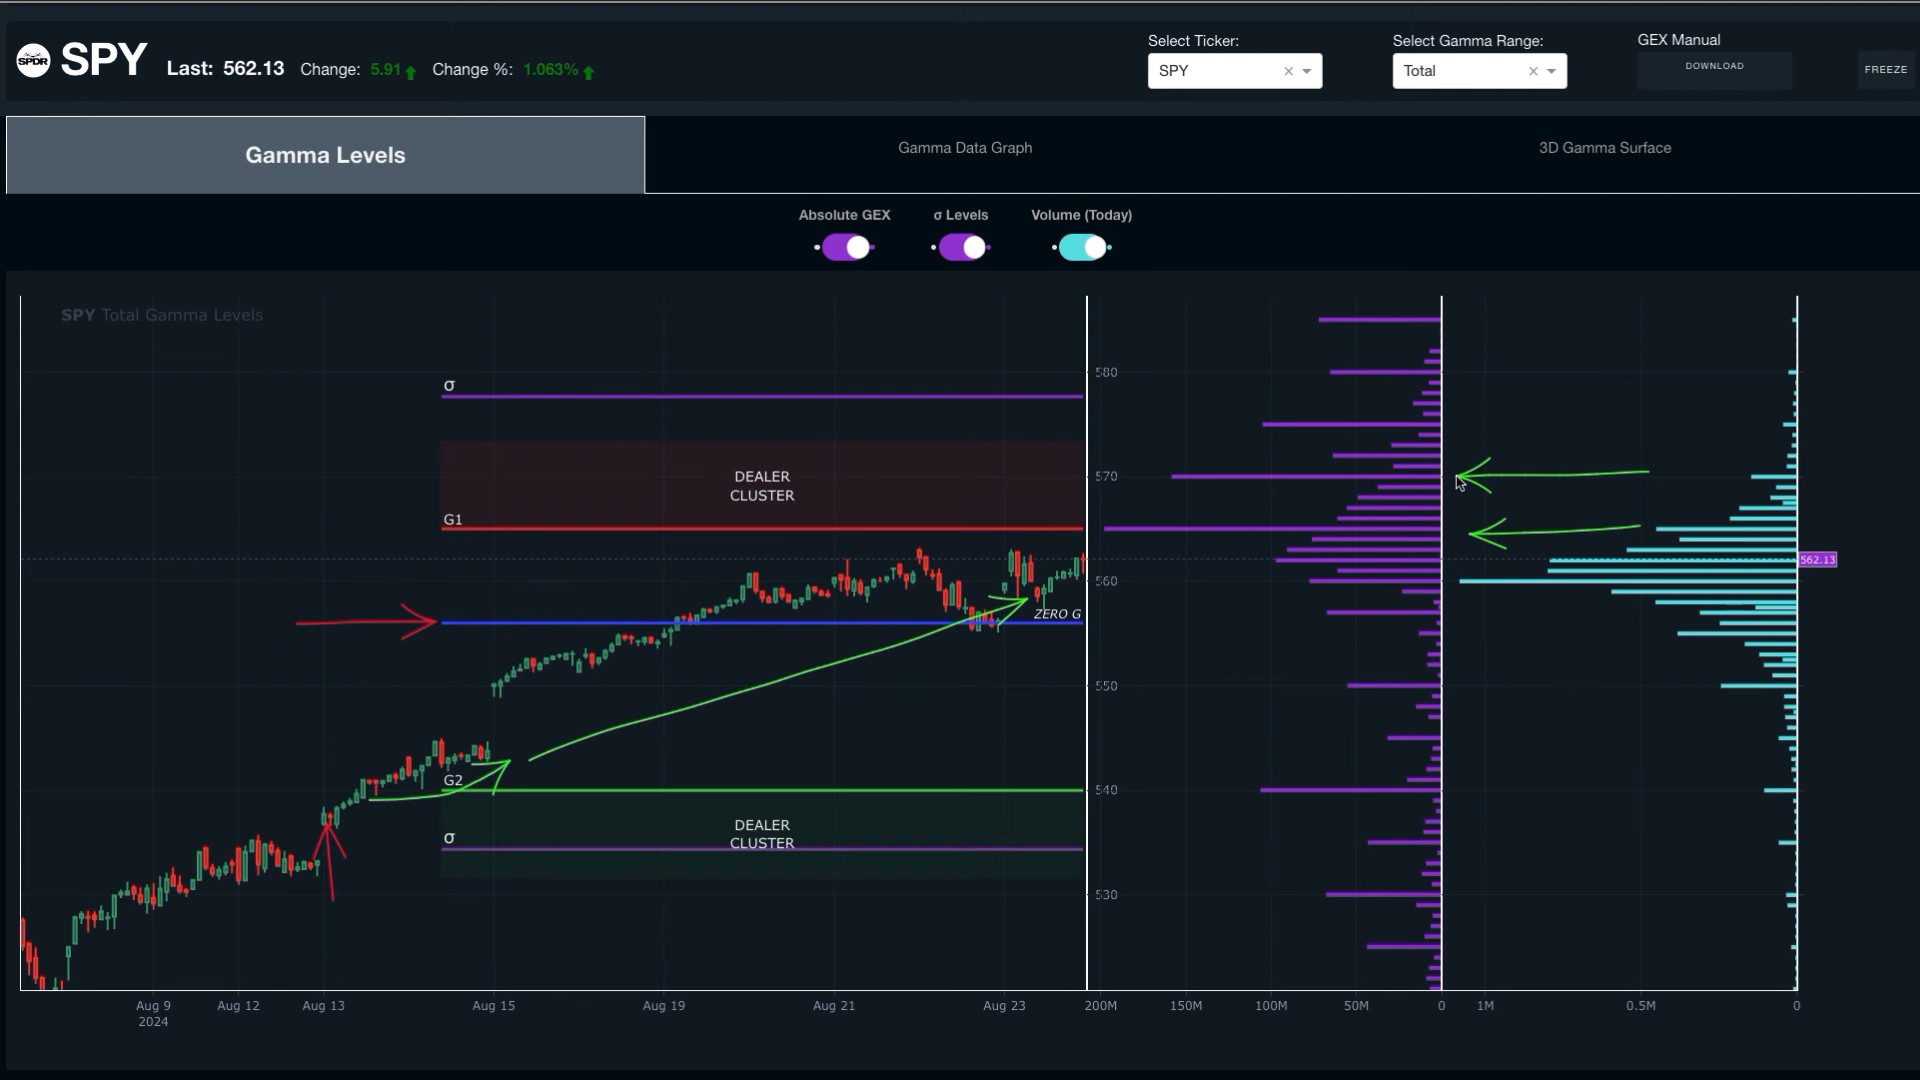 SPDR
SPY
Last: 562.13
Change: 5.91
Change %: 1.063%
Select Ticker:
SPY
Select Gamma Range:
Total
GEX Manual
DOWNLOAD
FREEZE
Gamma Levels
Gamma Data Graph
3D Gamma Surface
Absolute GEX
σ Levels
Volume (Today)
SPY Total Gamma Levels
σ
DEALER
CLUSTER
G1
ZERO G
G2
σ
DEALER
CLUSTER
580
570
560
550
540
530
562.13
Aug 9
2024
Aug 12
Aug 13
Aug 15
Aug 19
Aug 21
Aug 23
200M
150M
100M
50M
0
1M
0.5M
0